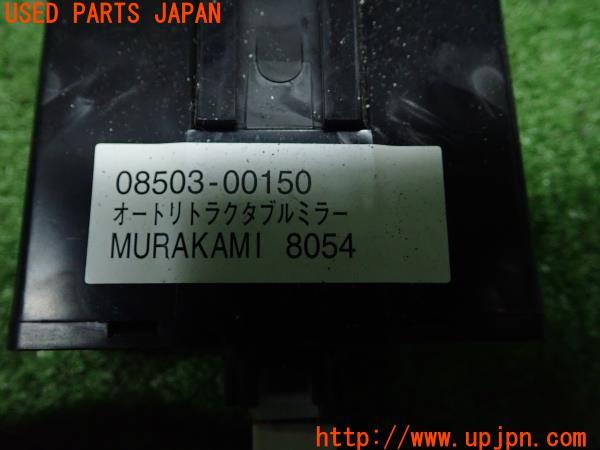 USED PARTS JAPAN
08503-00150
オートリトラクタブルミラー
MURAKAMI 8054
http://www.upjpn.com